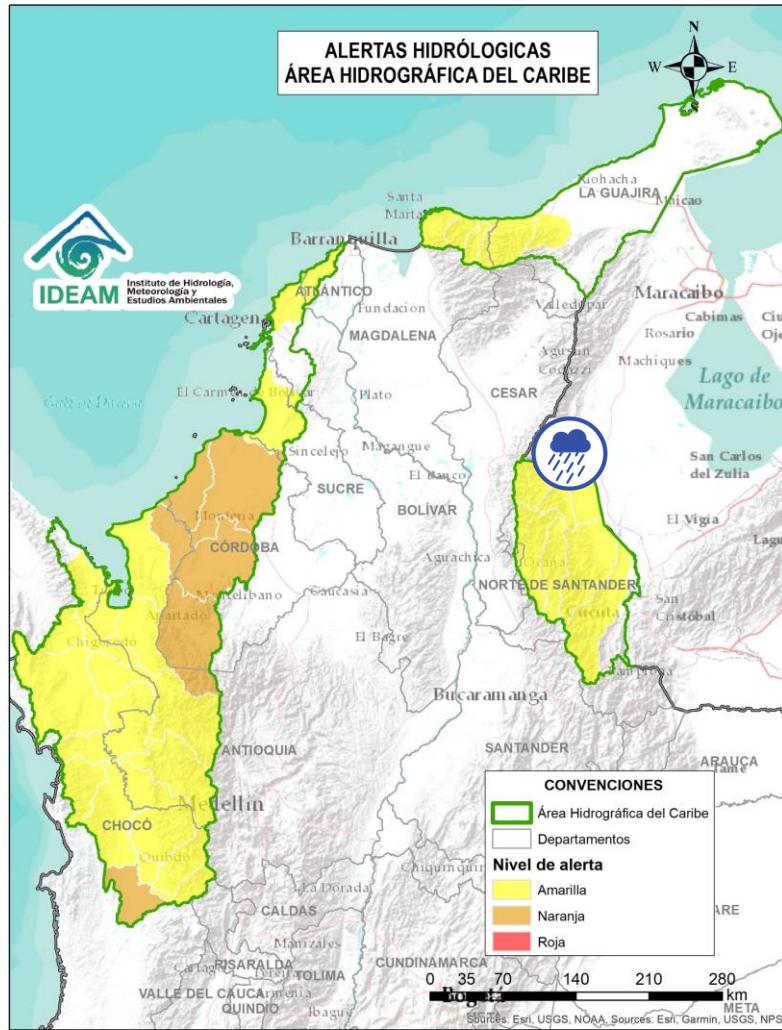 ALERTAS HIDRÓLOGICAS
ÁREA HIDROGRÁFICA DEL CARIBE
N
W
E
S
Riohacha
LA GUAJIRA
Maicao
Santa
Marta
Barranquilla
IDEAM
Instituto de Hidrología,
Meteorología y
Estudios Ambientales
ATLÁNTICO
Cartagena
Fundación
Valledupar
Maracaibo
Cabimas
MAGDALENA
Rosario
Agustín
Codazzi
Machiques
El Carmen de Bolívar
Plato
CESAR
Lago de
Maracaibo
Sincelejo
Magangue
San Carlos
del Zulia
SUCRE
El Banco
BOLÍVAR
Montería
El Vigía
CÓRDOBA
Aguachica
Ocaña
NORTE DE SANTANDER
Montelibano
Caucasia
Apartadó
Cúcuta
San
Cristóbal
Chigorodó
El Bagre
Pamplona
Bucaramanga
ANTIOQUIA
SANTANDER
ARAUCA
Tame
Medellín
CHOCÓ
Quibdó
CONVENCIONES
Área Hidrográfica del Caribe
Departamentos
Nivel de alerta
Amarilla
Naranja
Roja
La Dorada
CALDAS
Manizales
RISARALDA
TOLIMA
CUNDINAMARCA
VALLE DEL CAUCA
Armenia
QUINDÍO
Ibague
Bogotá
META
0 35 70 140 210 280
km
Sources: Esri, USGS, NOAA, Sources: Esri, Garmin, USGS, NPS